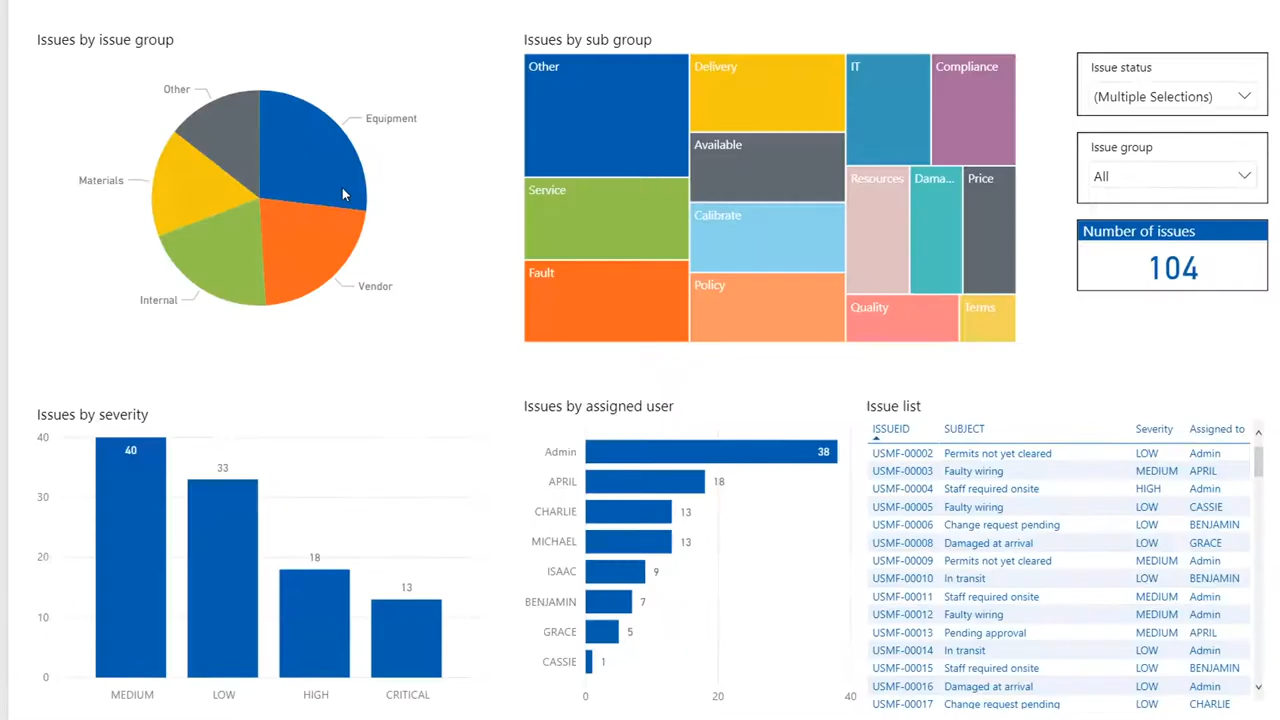 Issues by issue group
Other
Equipment
Materials
Internal
Vendor
Issues by sub group
Other
Service
Fault
Delivery
Available
Calibrate
Policy
IT
Compliance
Resources
Dama...
Price
Quality
Terms
Issue status
(Multiple Selections)
Issue group
All
Number of issues
104
Issues by severity
40
30
20
10
0
40
33
18
13
MEDIUM LOW HIGH CRITICAL
Issues by assigned user
Admin 38
APRIL 18
CHARLIE 13
MICHAEL 13
ISAAC 9
BENJAMIN 7
GRACE 5
CASSIE 1
0 20 40
Issue list
ISSUEID SUBJECT Severity Assigned to
USMF-00002 Permits not yet cleared LOW Admin
USMF-00003 Faulty wiring MEDIUM APRIL
USMF-00004 Staff required onsite HIGH Admin
USMF-00005 Faulty wiring LOW CASSIE
USMF-00006 Change request pending LOW BENJAMIN
USMF-00008 Damaged at arrival LOW GRACE
USMF-00009 Permits not yet cleared MEDIUM Admin
USMF-00010 In transit LOW BENJAMIN
USMF-00011 Staff required onsite MEDIUM Admin
USMF-00012 Faulty wiring MEDIUM Admin
USMF-00013 Pending approval MEDIUM APRIL
USMF-00014 In transit LOW Admin
USMF-00015 Staff required onsite LOW BENJAMIN
USMF-00016 Damaged at arrival LOW Admin
USMF-00017 Change request pending LOW CHARLIE